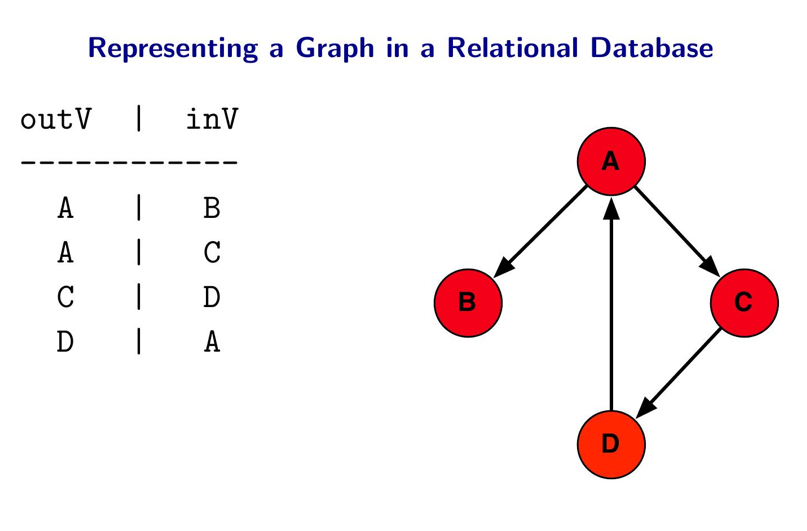 Representing a Graph in a Relational Database
outV | inV
------------
A | B
A | C
C | D
D | A
A
B
C
D